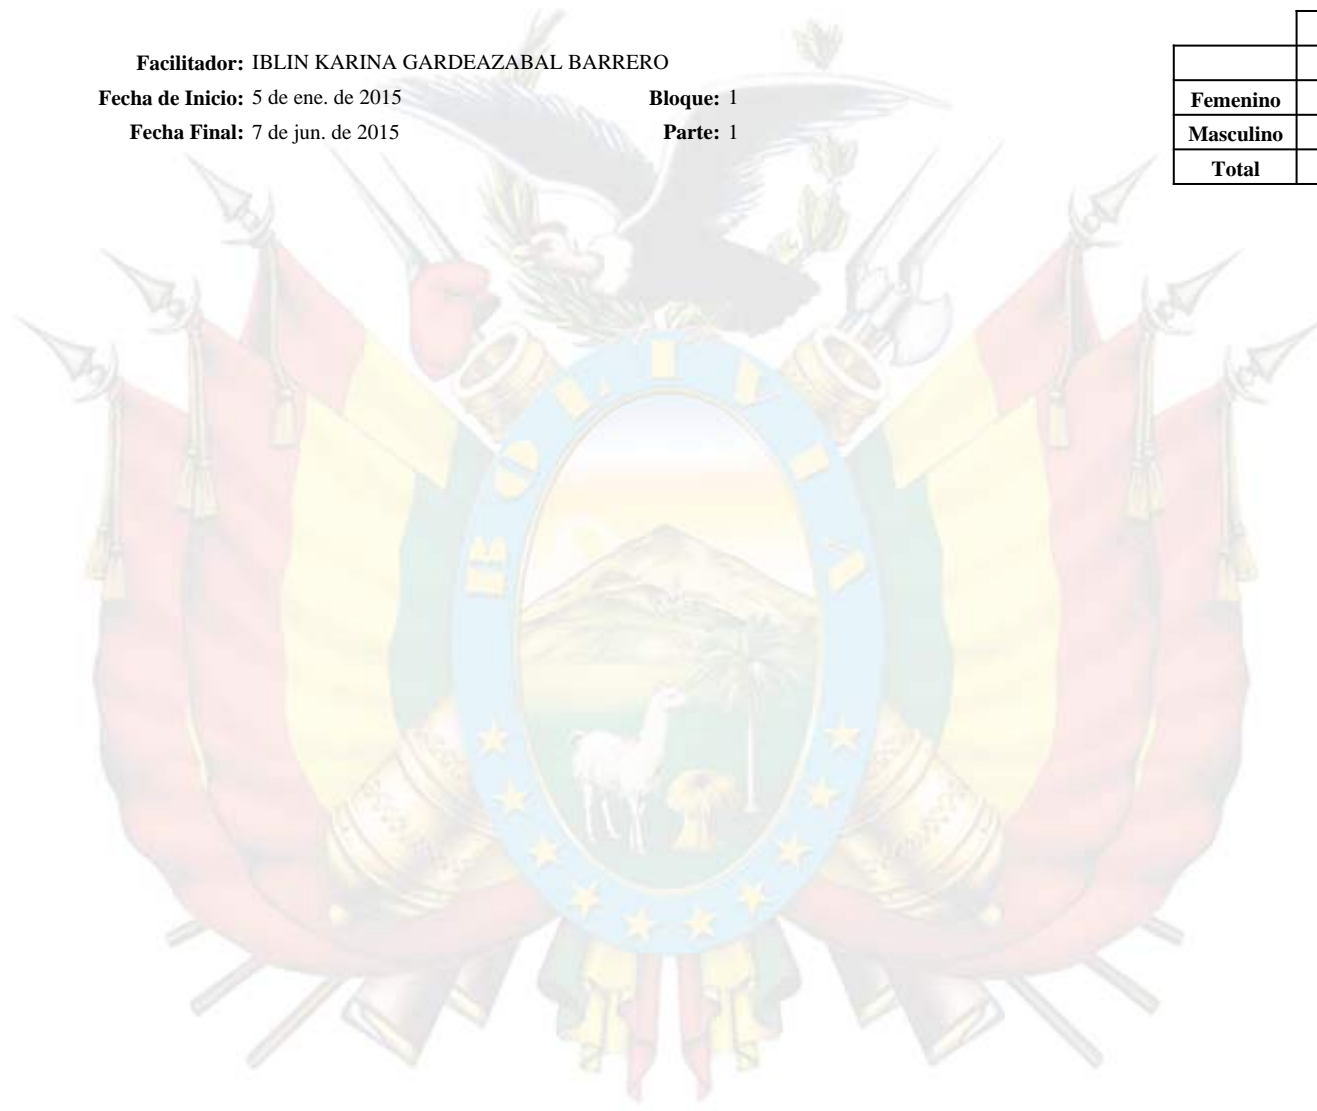 Facilitador: IBLIN KARINA GARDEAZABAL BARRERO
Fecha de Inicio: 5 de ene. de 2015 Bloque: 1
Fecha Final: 7 de jun. de 2015 Parte: 1
Femenino
Masculino
Total
BOLIVIA